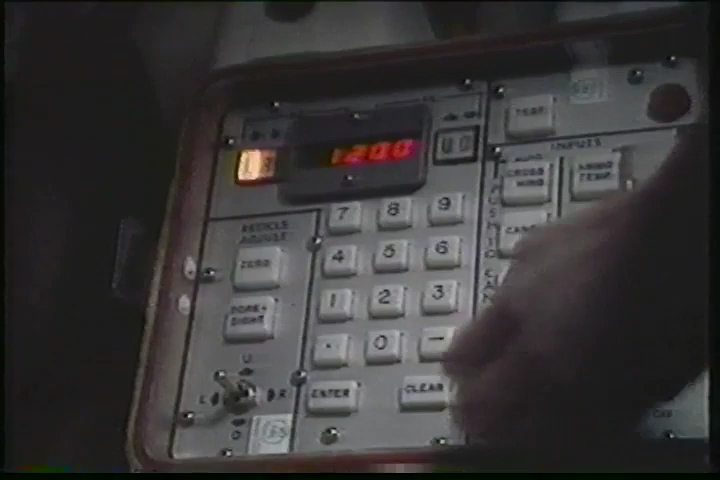 1200
TEST
INPUTS
CROSS
WIND
AMMO
TEMP
RETICLE
ADJUST
ZERO
BORE-
SIGHT
U
L R
D
7 8 9
4 5 6
1 2 3
. 0 —
ENTER CLEAR